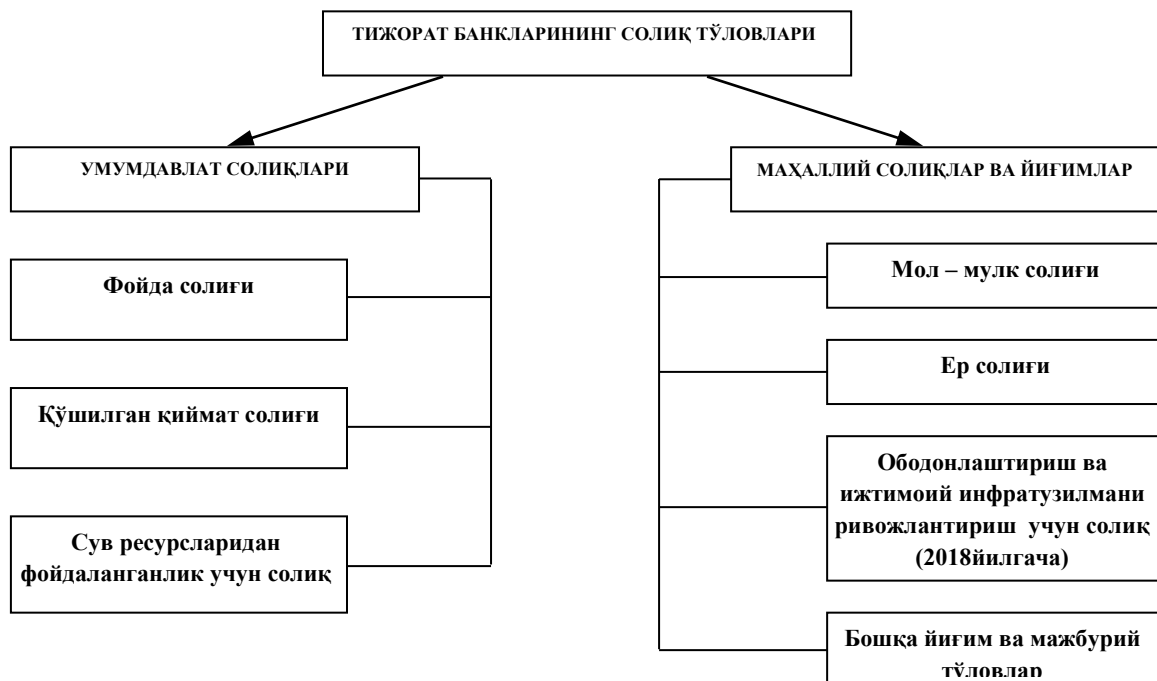 ТИЖОРАТ БАНКЛАРИНИНГ СОЛИҚ ТЎЛОВЛАРИ
УМУМДАВЛАТ СОЛИҚЛАРИ
Фойда солиғи
Қўшилган қиймат солиғи
Сув ресурсларидан
фойдаланганлик учун солиқ
МАҲАЛЛИЙ СОЛИҚЛАР ВА ЙИҒИМЛАР
Мол – мулк солиғи
Ер солиғи
Ободонлаштириш ва
ижтимоий инфратузилмани
ривожлантириш учун солиқ
(2018йилгача)
Бошқа йиғим ва мажбурий
тўловлар